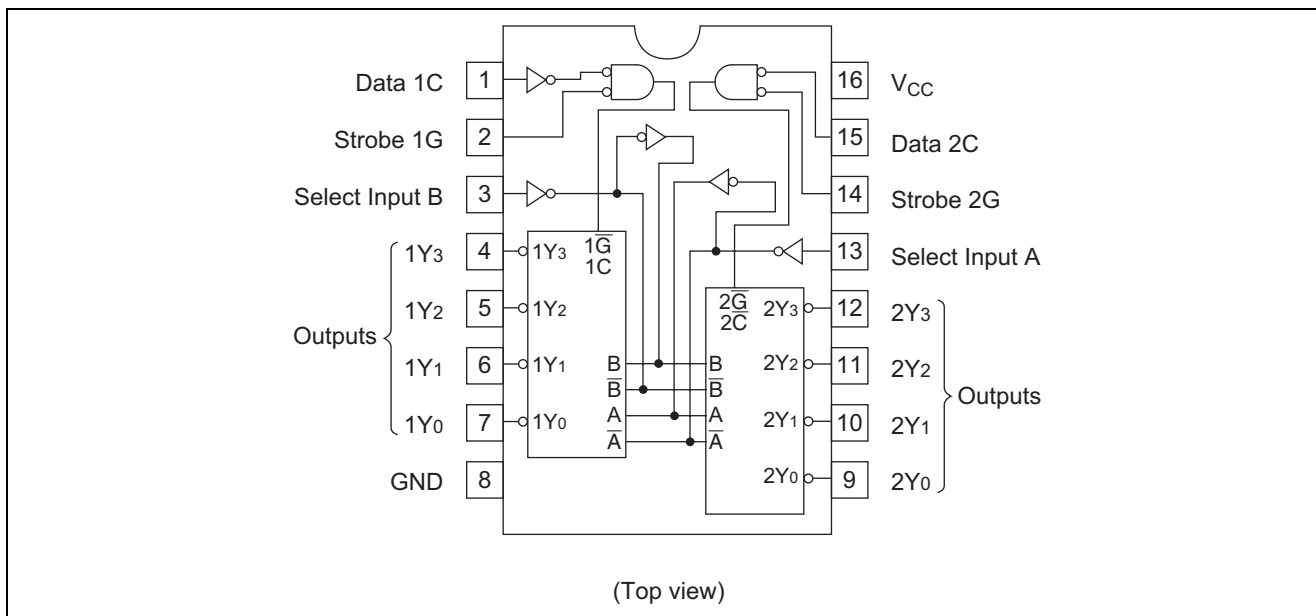 Data 1C
1
16
V_CC
Strobe 1G
2
15
Data 2C
Select Input B
3
14
Strobe 2G
1Y3
4
1Y3
1G̅
1C
13
Select Input A
Outputs
1Y2
5
1Y2
2G̅
2C̅
2Y3
12
2Y3
1Y1
6
1Y1
B
B
2Y2
11
2Y2
Outputs
B̅
B̅
1Y0
7
1Y0
A
A
2Y1
10
2Y1
A̅
A̅
GND
8
2Y0
9
2Y0
(Top view)